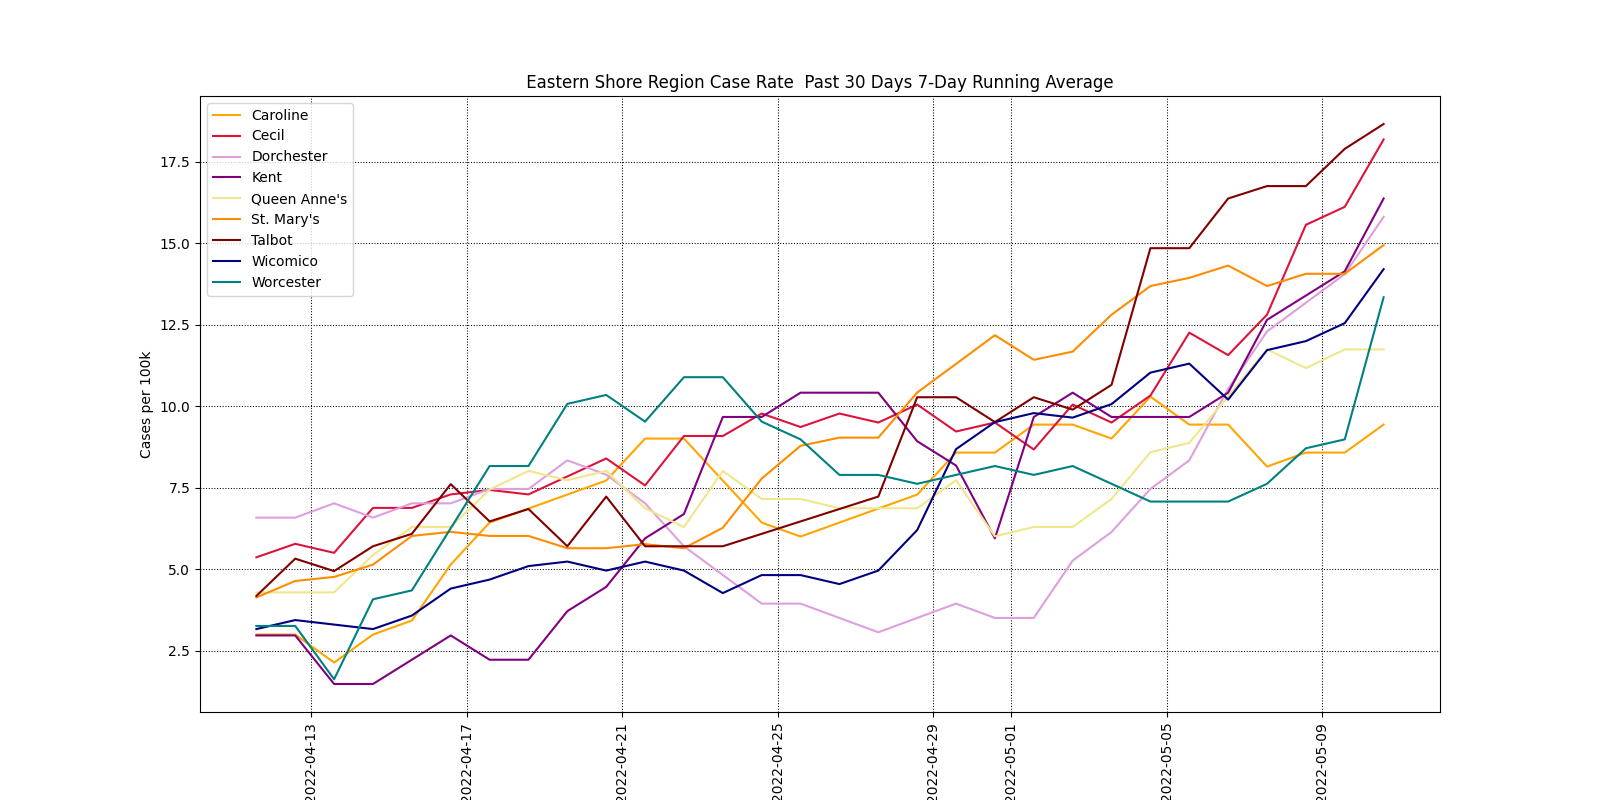 Eastern Shore Region Case Rate  Past 30 Days 7-Day Running Average
Caroline
Cecil
Dorchester
Kent
Queen Anne's
St. Mary's
Talbot
Wicomico
Worcester
17.5
15.0
12.5
10.0
7.5
5.0
2.5
Cases per 100k
2022-04-13
2022-04-17
2022-04-21
2022-04-25
2022-04-29
2022-05-01
2022-05-05
2022-05-09